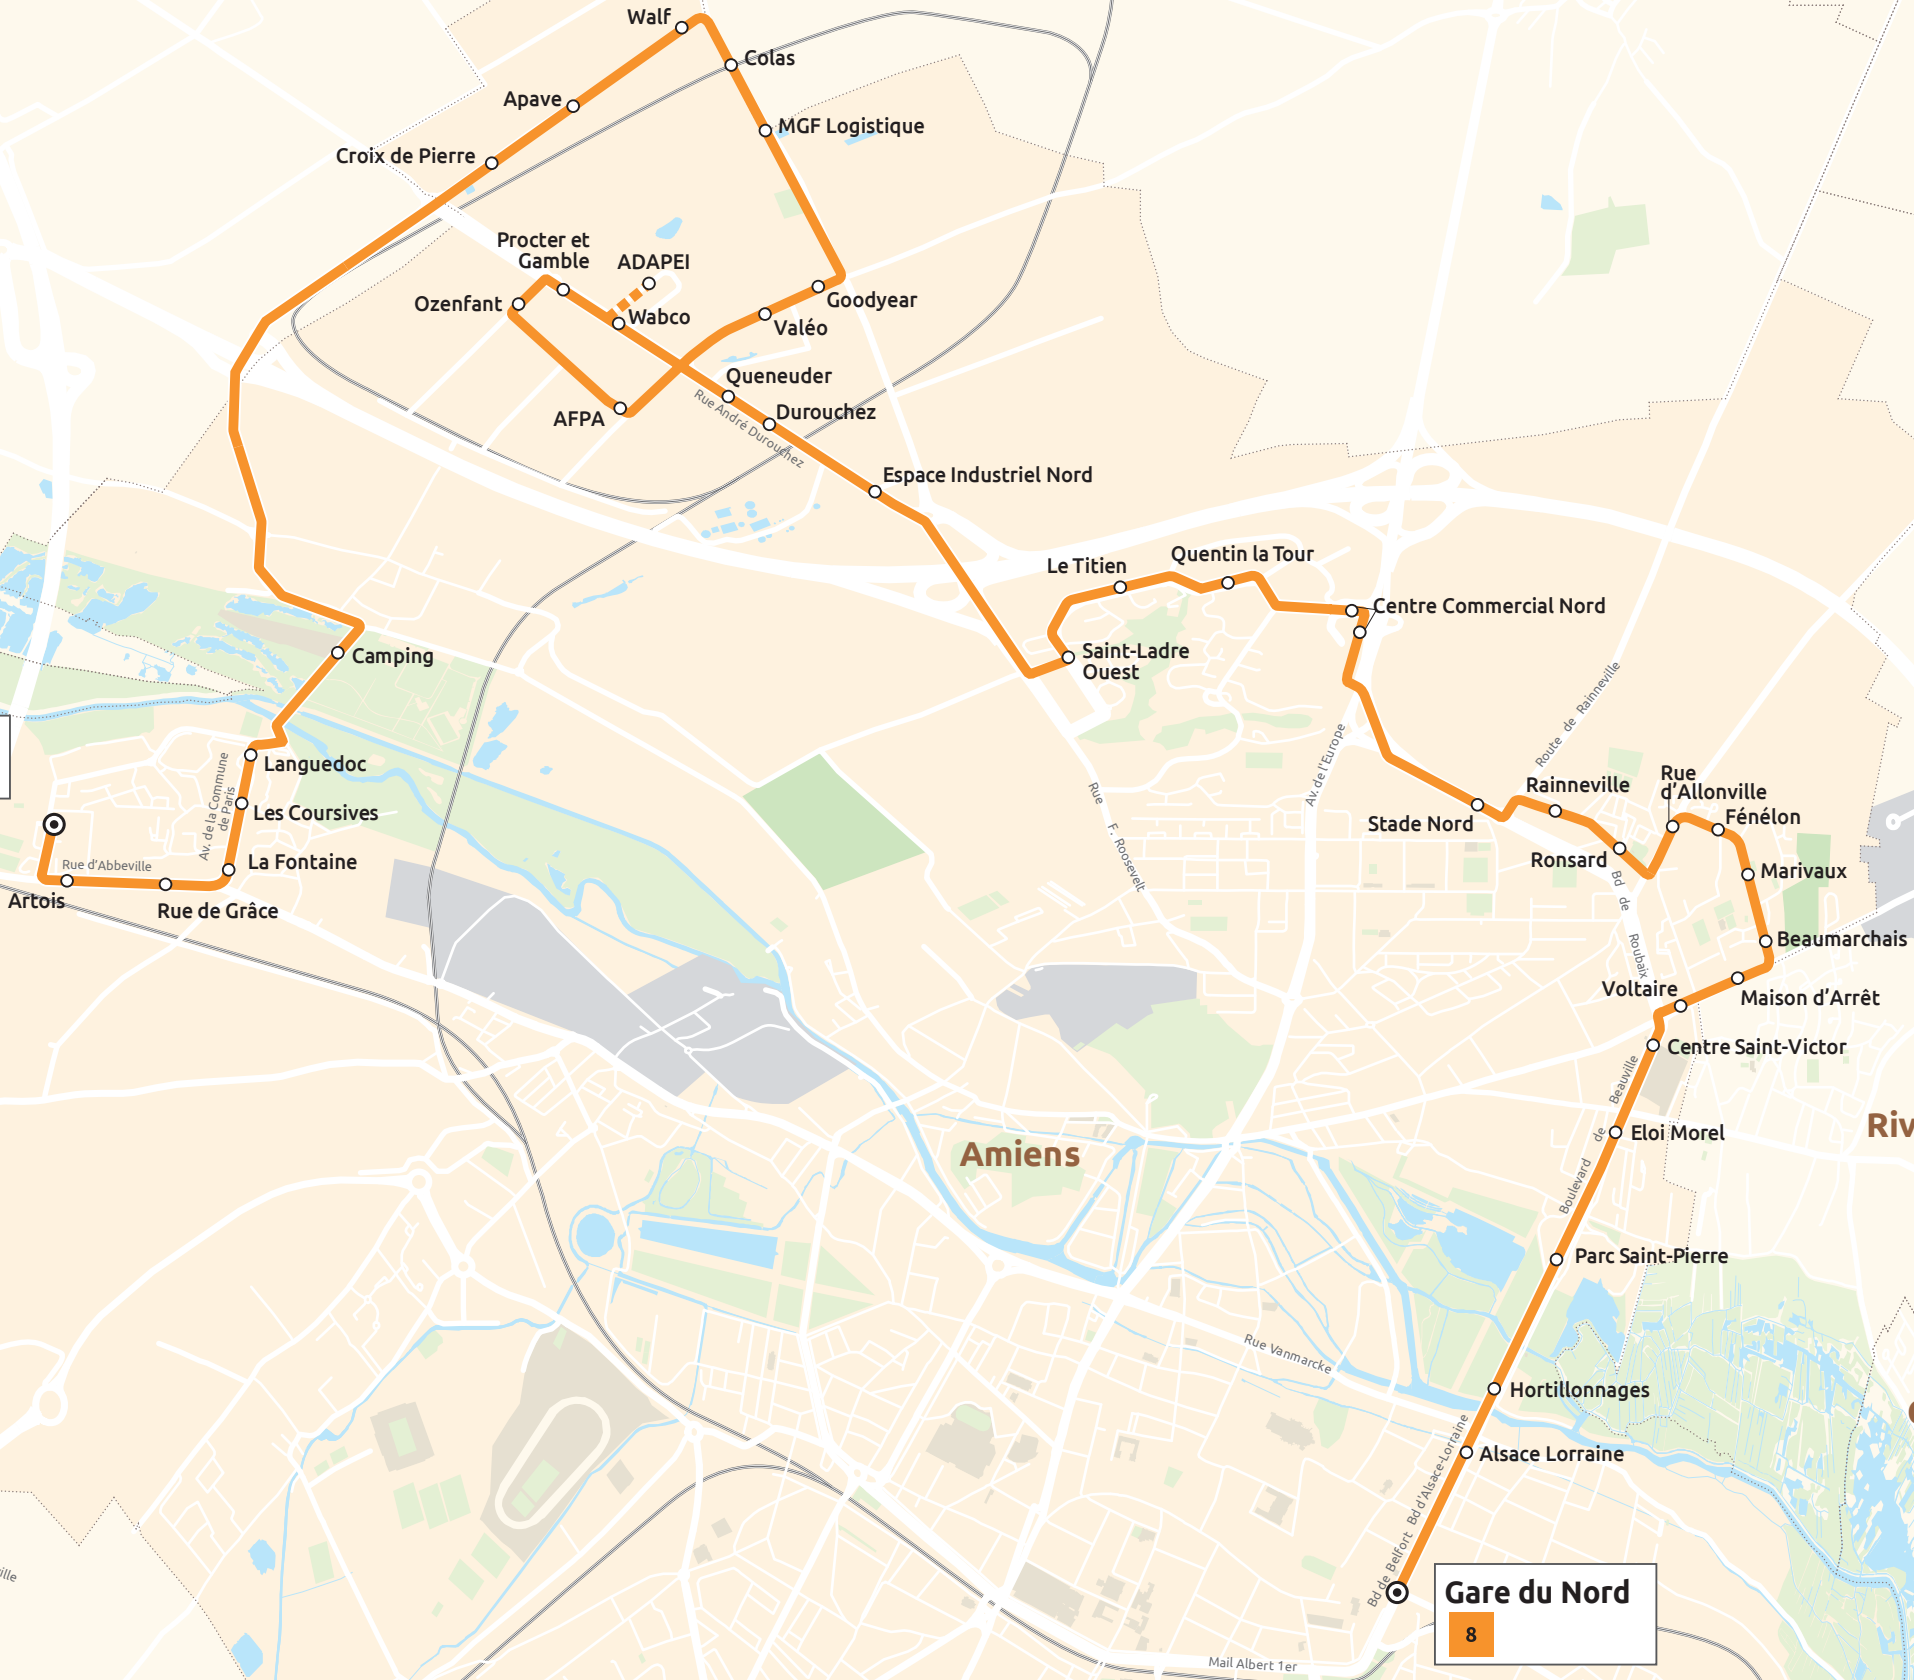 Walf
Colas
Apave
MGF Logistique
Croix de Pierre
Procter et
Gamble
ADAPEI
Ozenfant
Wabco
Goodyear
Valéo
Queneuder
AFPA
Durouchez
Rue André Durouchez
Espace Industriel Nord
Le Titien
Quentin la Tour
Centre Commercial Nord
Camping
Saint-Ladre
Ouest
Route de Rainneville
Av. de l'Europe
Languedoc
Av. de la Commune
de Paris
Les Coursives
Rue F. Roosevelt
Rainneville
Rue
d'Allonville
Fénélon
Stade Nord
Ronsard
La Fontaine
Rue d'Abbeville
Marivaux
Artois
Rue de Grâce
Bd de Roubaix
Beaumarchais
Voltaire
Maison d'Arrêt
Centre Saint-Victor
Boulevard de Beauville
Riv
Eloi Morel
Amiens
Parc Saint-Pierre
Rue Vanmarcke
Hortillonnages
Bd d'Alsace-Lorraine
Alsace Lorraine
Bd de Belfort
ille
Gare du Nord
8
Mail Albert 1er